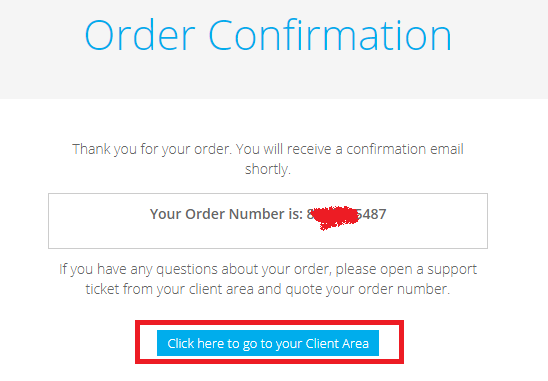 Order Confirmation
Thank you for your order. You will receive a confirmation email
shortly.
Your Order Number is: 5487
If you have any questions about your order, please open a support
ticket from your client area and quote your order number.
Click here to go to your Client Area